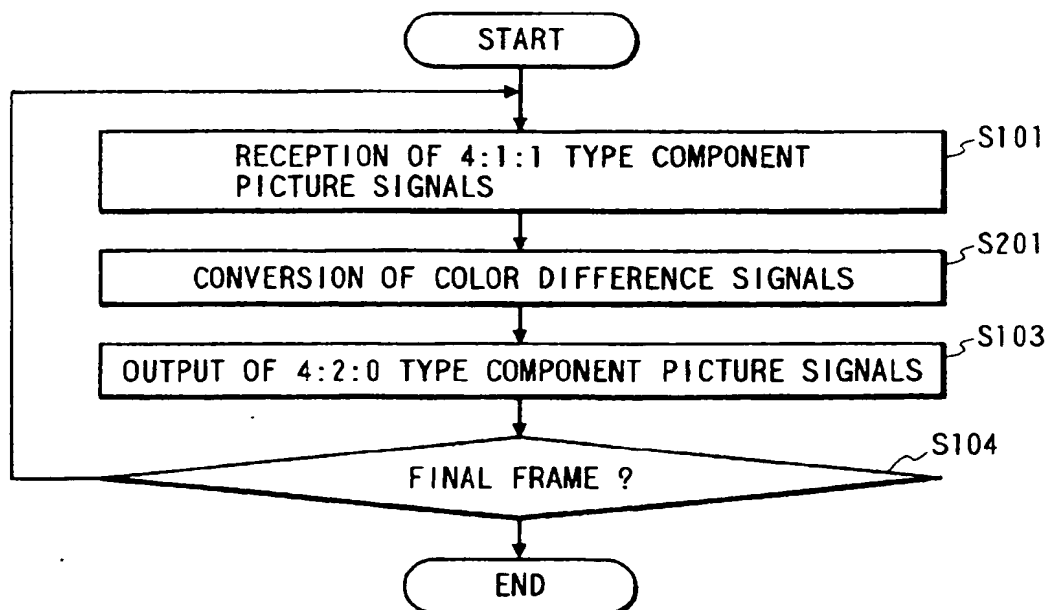 START
RECEPTION OF 4:1:1 TYPE COMPONENT
PICTURE SIGNALS
S101
CONVERSION OF COLOR DIFFERENCE SIGNALS
S201
OUTPUT OF 4:2:0 TYPE COMPONENT PICTURE SIGNALS
S103
FINAL FRAME ?
S104
END